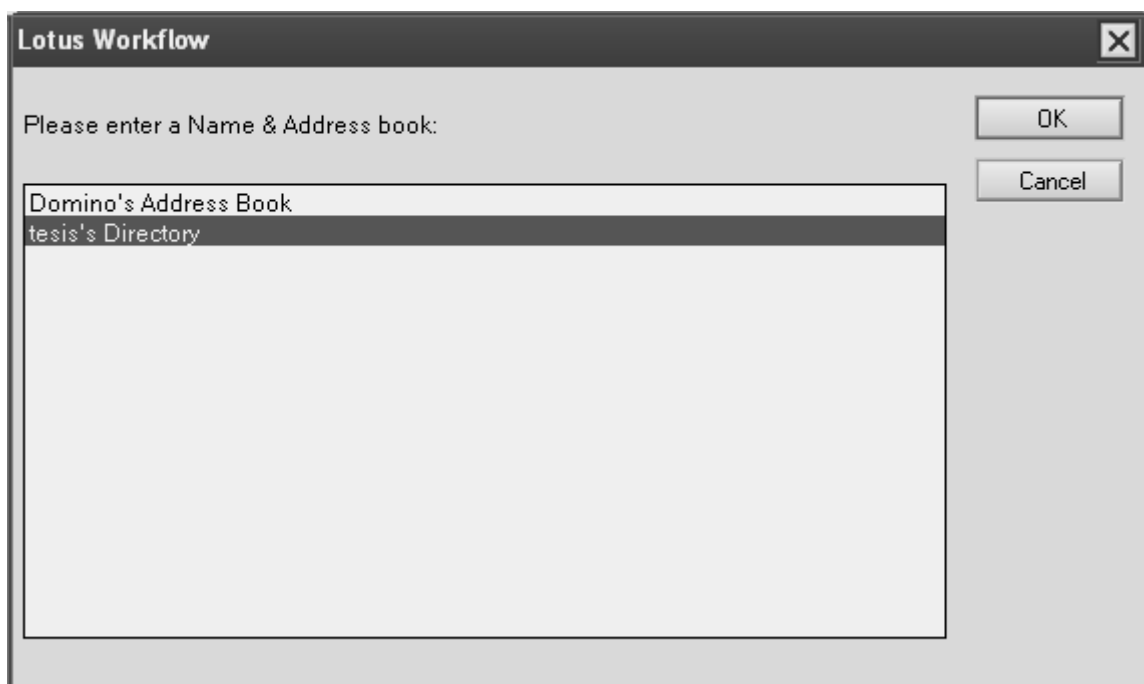 Lotus Workflow
Please enter a Name & Address book:
OK
Cancel
Domino's Address Book
tesis's Directory